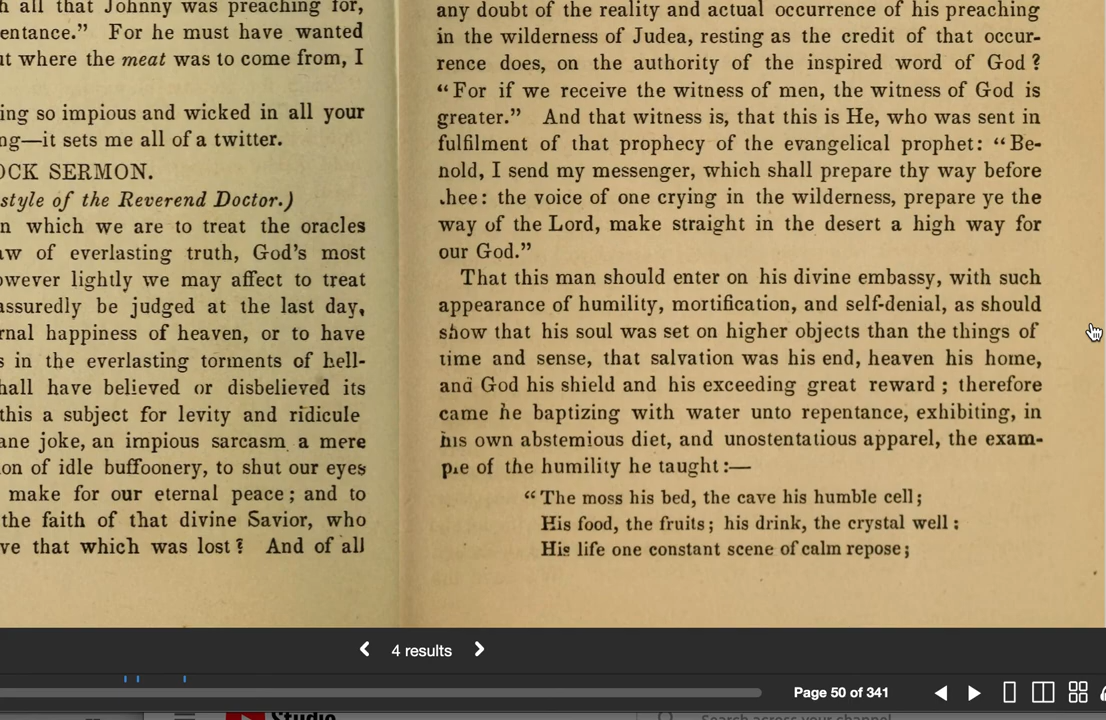 h all that Johnny was preaching for,
entance." For he must have wanted
ut where the meat was to come from, I
ing so impious and wicked in all your
ng—it sets me all of a twitter.
OCK SERMON.
style of the Reverend Doctor.)
n which we are to treat the oracles
aw of everlasting truth, God's most
owever lightly we may affect to treat
assuredly be judged at the last day,
rnal happiness of heaven, or to have
s in the everlasting torments of hell-
hall have believed or disbelieved its
this a subject for levity and ridicule
ane joke, an impious sarcasm a mere
on of idle buffoonery, to shut our eyes
make for our eternal peace; and to
the faith of that divine Savior, who
ve that which was lost? And of all
any doubt of the reality and actual occurrence of his preaching
in the wilderness of Judea, resting as the credit of that occur-
rence does, on the authority of the inspired word of God?
"For if we receive the witness of men, the witness of God is
greater." And that witness is, that this is He, who was sent in
fulfilment of that prophecy of the evangelical prophet: "Be-
nold, I send my messenger, which shall prepare thy way before
.hee: the voice of one crying in the wilderness, prepare ye the
way of the Lord, make straight in the desert a high way for
our God."
That this man should enter on his divine embassy, with such
appearance of humility, mortification, and self-denial, as should
show that his soul was set on higher objects than the things of
time and sense, that salvation was his end, heaven his home,
and God his shield and his exceeding great reward; therefore
came he baptizing with water unto repentance, exhibiting, in
his own abstemious diet, and unostentatious apparel, the exam-
ple of the humility he taught:—
"The moss his bed, the cave his humble cell;
His food, the fruits; his drink, the crystal well:
His life one constant scene of calm repose;
4 results
Page 50 of 341
Studio
Search across your channel